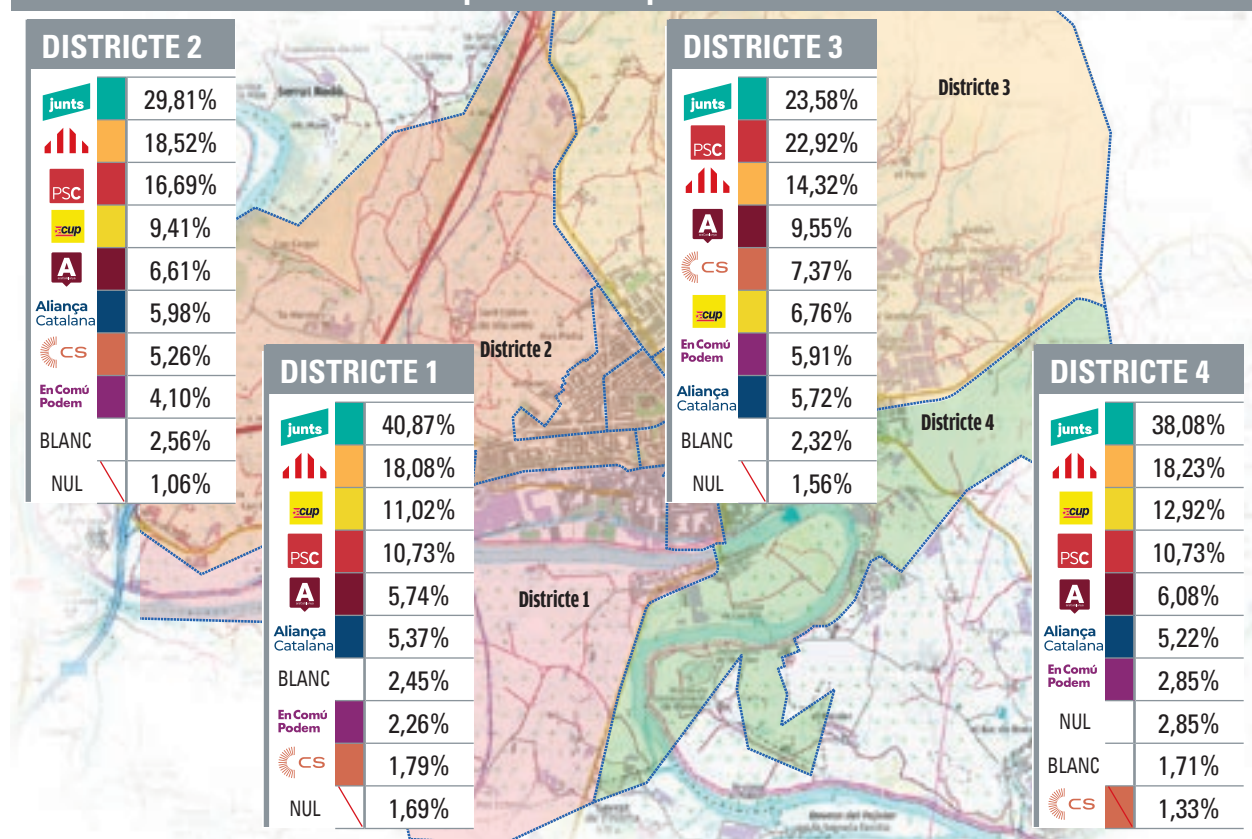 DISTRICTE 2
junts 29,81%
18,52%
PSC 16,69%
cup 9,41%
A 6,61%
Aliança Catalana 5,98%
CS 5,26%
En Comú Podem 4,10%
BLANC 2,56%
NUL 1,06%
DISTRICTE 3
junts 23,58%
PSC 22,92%
14,32%
A 9,55%
CS 7,37%
cup 6,76%
En Comú Podem 5,91%
Aliança Catalana 5,72%
BLANC 2,32%
NUL 1,56%
DISTRICTE 1
junts 40,87%
18,08%
cup 11,02%
PSC 10,73%
A 5,74%
Aliança Catalana 5,37%
BLANC 2,45%
En Comú Podem 2,26%
CS 1,79%
NUL 1,69%
DISTRICTE 4
junts 38,08%
18,23%
cup 12,92%
PSC 10,73%
A 6,08%
Aliança Catalana 5,22%
En Comú Podem 2,85%
NUL 2,85%
BLANC 1,71%
CS 1,33%
Districte 3
Districte 2
Districte 4
Districte 1